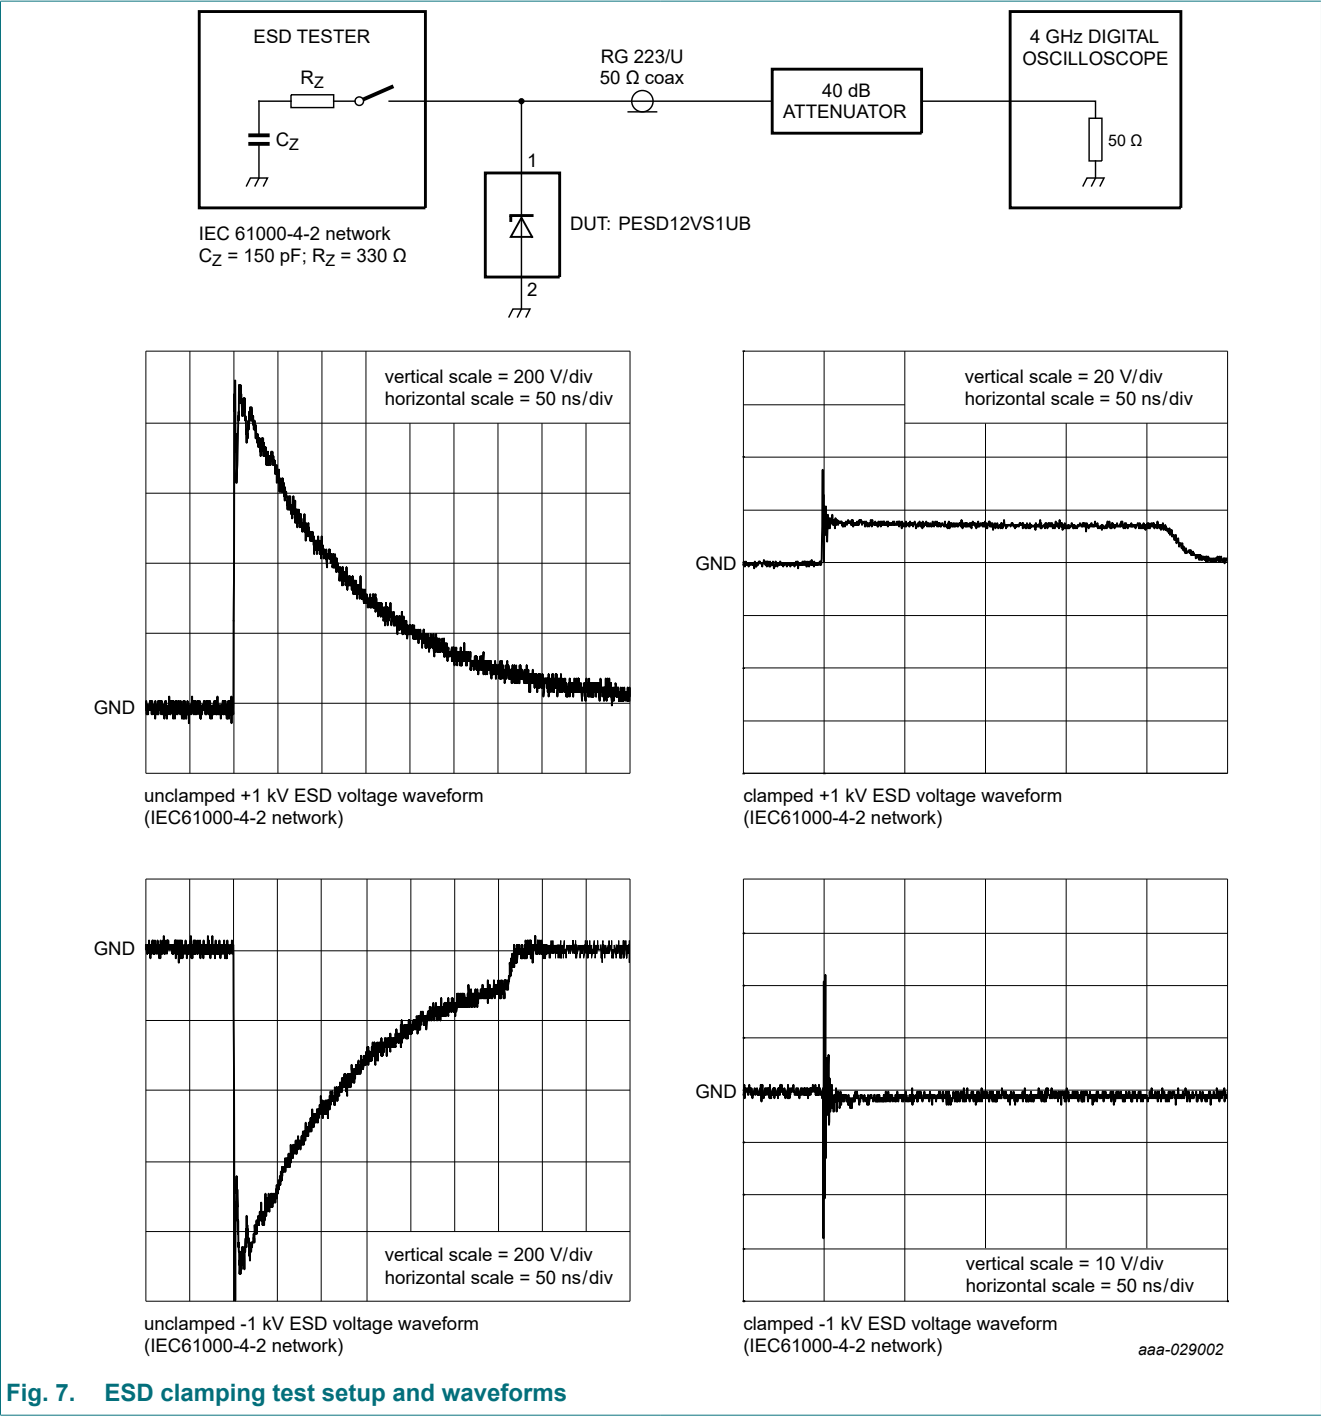 ESD TESTER
RZ
CZ
IEC 61000-4-2 network
CZ = 150 pF; RZ = 330 Ω
RG 223/U
50 Ω coax
40 dB
ATTENUATOR
4 GHz DIGITAL
OSCILLOSCOPE
50 Ω
1
DUT: PESD12VS1UB
2
vertical scale = 200 V/div
horizontal scale = 50 ns/div
GND
unclamped +1 kV ESD voltage waveform
(IEC61000-4-2 network)
vertical scale = 20 V/div
horizontal scale = 50 ns/div
GND
clamped +1 kV ESD voltage waveform
(IEC61000-4-2 network)
GND
vertical scale = 200 V/div
horizontal scale = 50 ns/div
unclamped -1 kV ESD voltage waveform
(IEC61000-4-2 network)
GND
vertical scale = 10 V/div
horizontal scale = 50 ns/div
clamped -1 kV ESD voltage waveform
(IEC61000-4-2 network)
aaa-029002
Fig. 7. ESD clamping test setup and waveforms